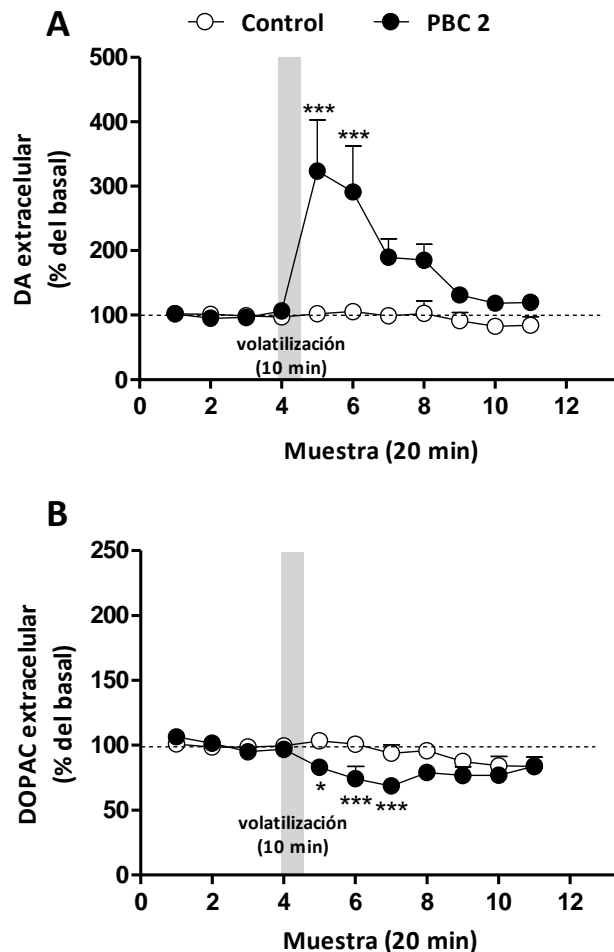 A
Control
PBC 2
DA extracelular
(% del basal)
500
400
300
200
100
0
***
***
volatilización
(10 min)
0 2 4 6 8 10 12
Muestra (20 min)
B
DOPAC extracelular
(% del basal)
250
200
150
100
50
0
*
***
***
volatilización
(10 min)
0 2 4 6 8 10 12
Muestra (20 min)